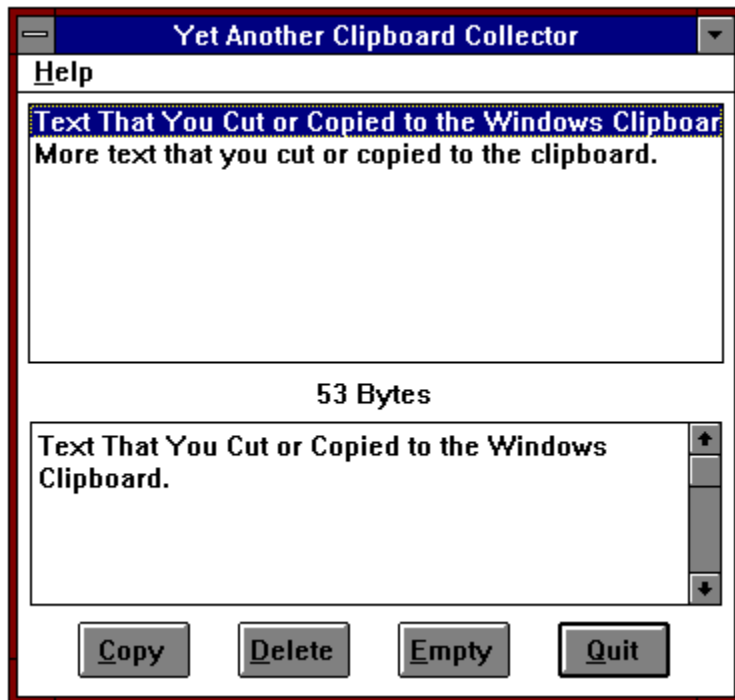 Yet Another Clipboard Collector
Help
Text That You Cut or Copied to the Windows Clipboar
More text that you cut or copied to the clipboard.
53 Bytes
Text That You Cut or Copied to the Windows
Clipboard.
Copy Delete Empty Quit